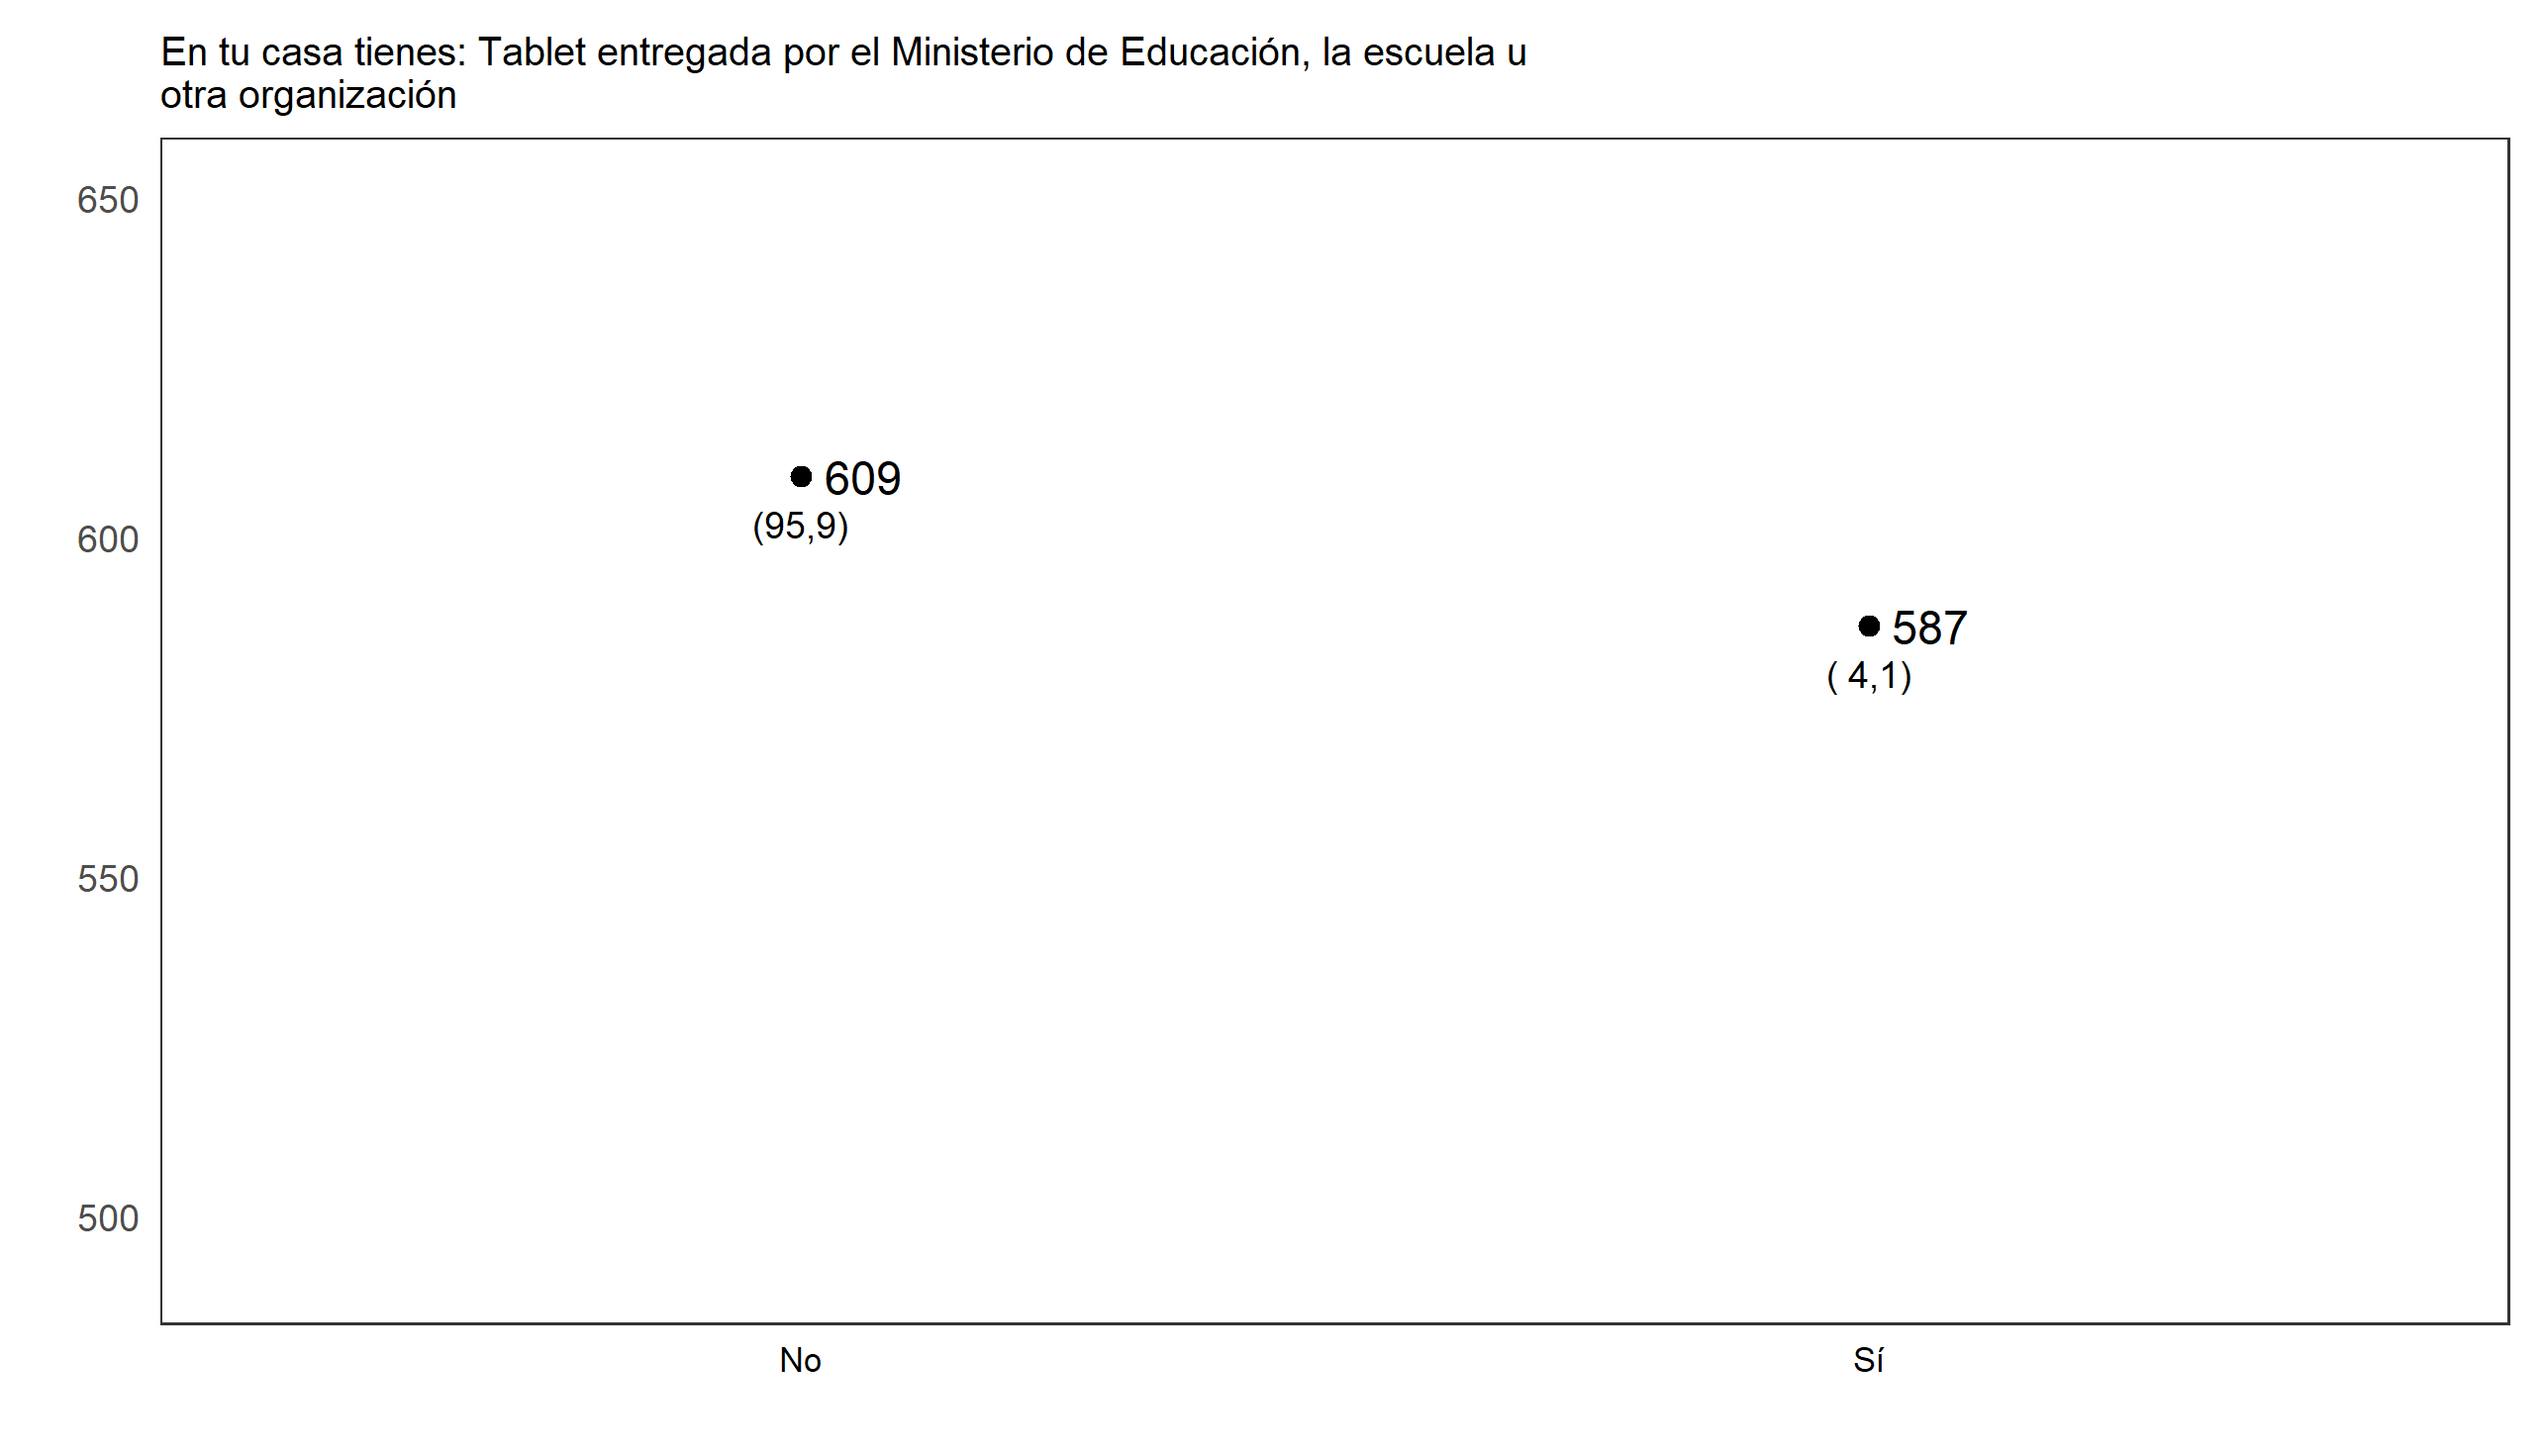 En tu casa tienes: Tablet entregada por el Ministerio de Educación, la escuela u
otra organización
650
609
(95,9)
600
587
( 4,1)
550
500
No
Sí